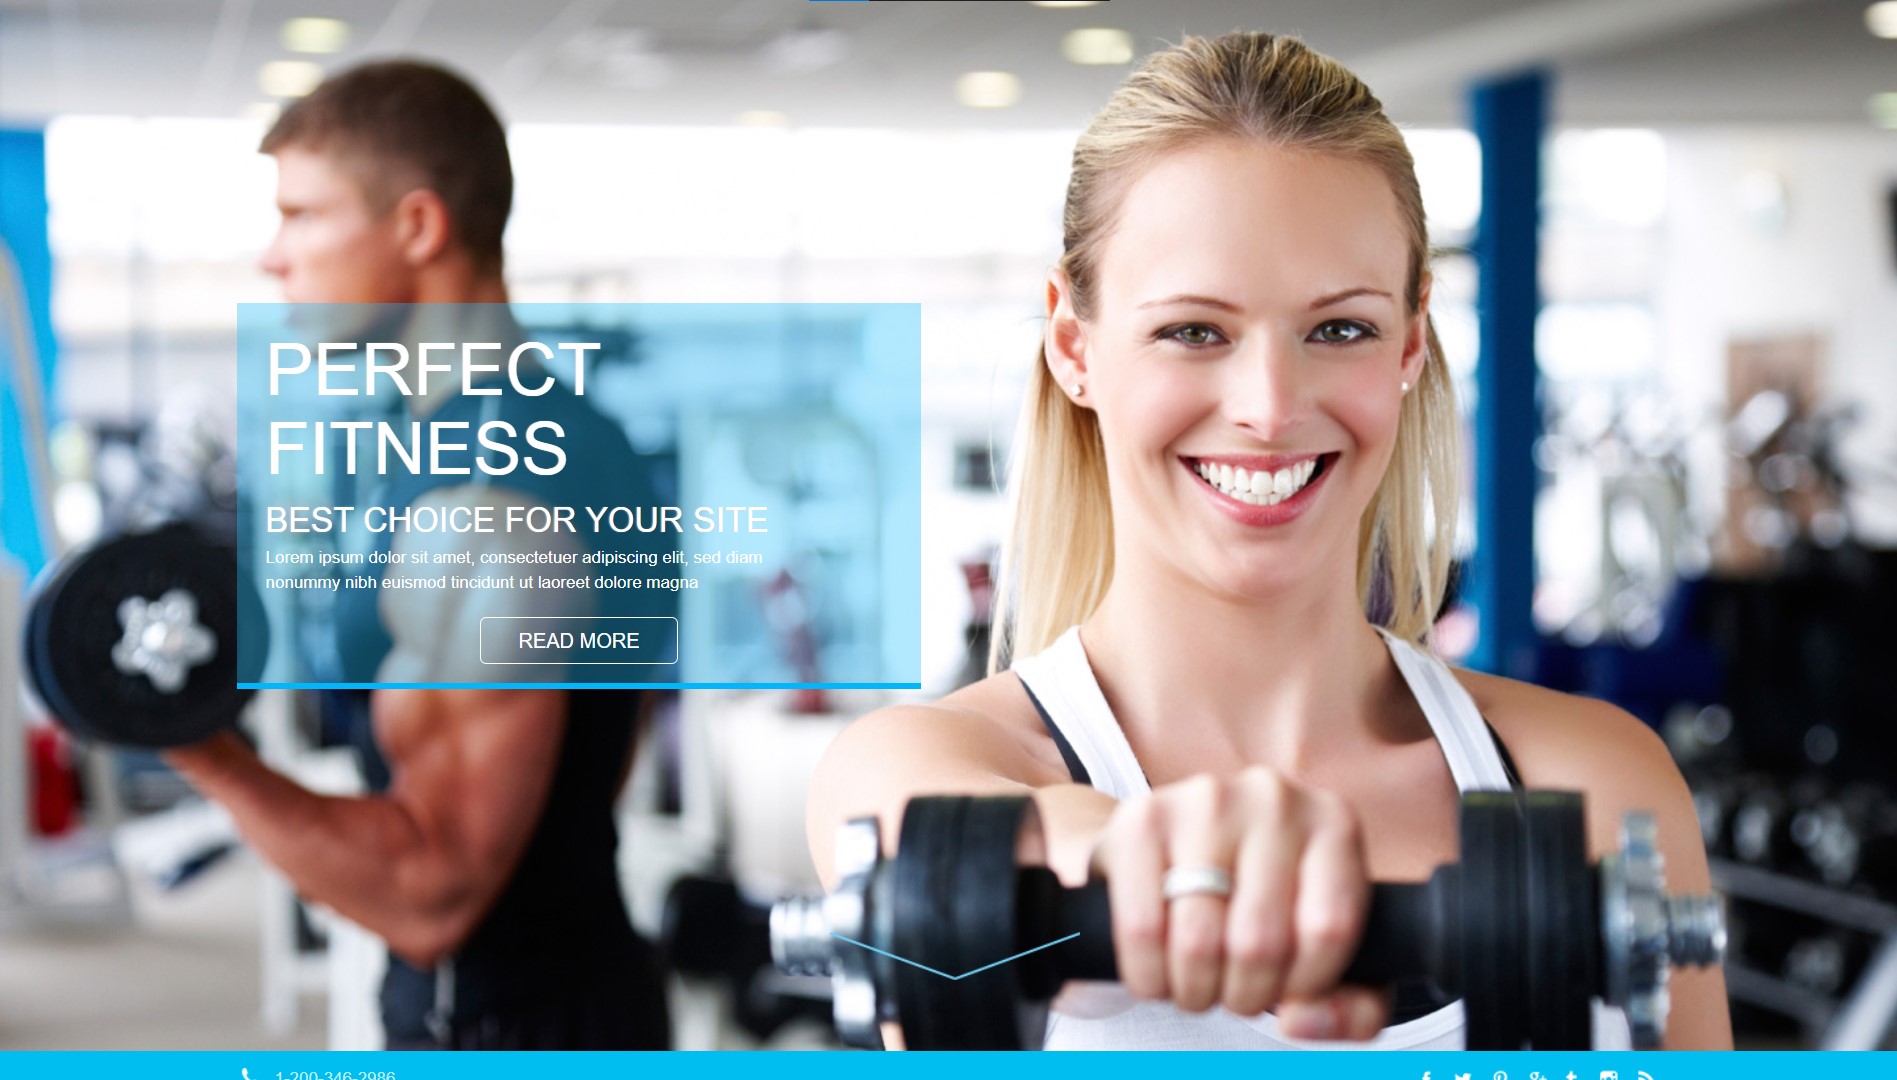 PERFECT
FITNESS
BEST CHOICE FOR YOUR SITE
Lorem ipsum dolor sit amet, consectetuer adipiscing elit, sed diam
nonummy nibh euismod tincidunt ut laoreet dolore magna
READ MORE
1-200-346-2986